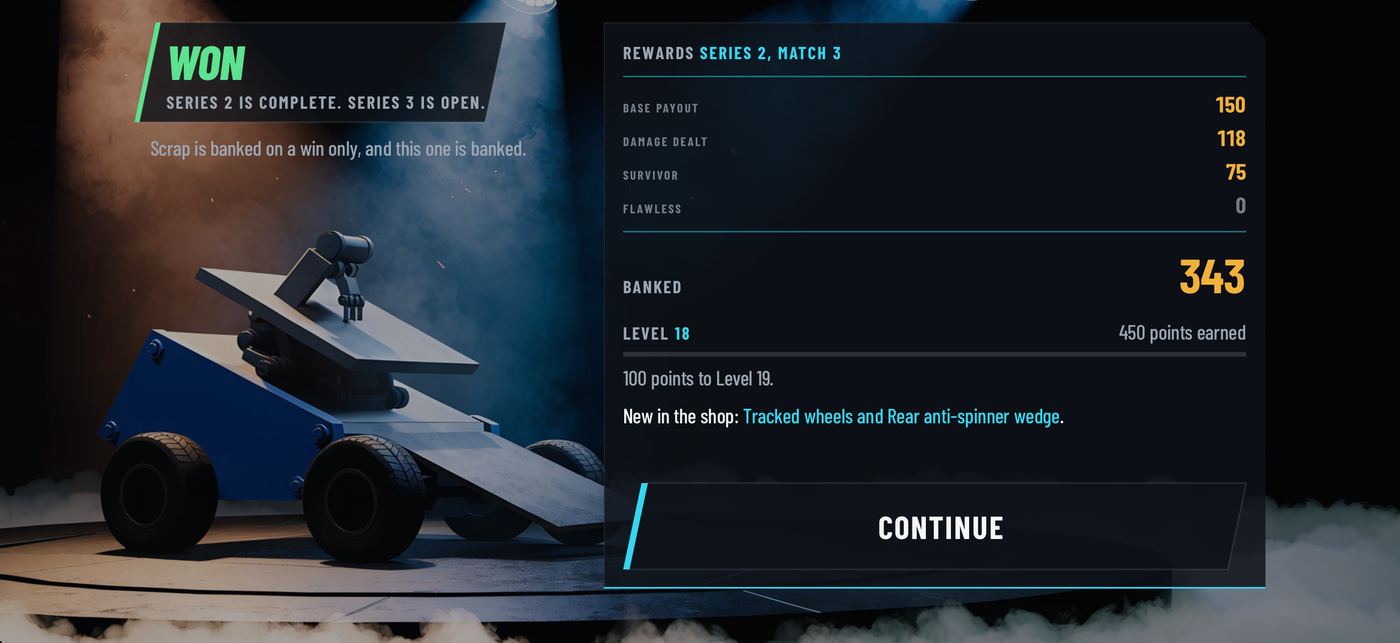 WON
SERIES 2 IS COMPLETE. SERIES 3 IS OPEN.
Scrap is banked on a win only, and this one is banked.
REWARDS SERIES 2, MATCH 3
BASE PAYOUT 150
DAMAGE DEALT 118
SURVIVOR 75
FLAWLESS 0
BANKED 343
LEVEL 18 450 points earned
100 points to Level 19.
New in the shop: Tracked wheels and Rear anti-spinner wedge.
CONTINUE